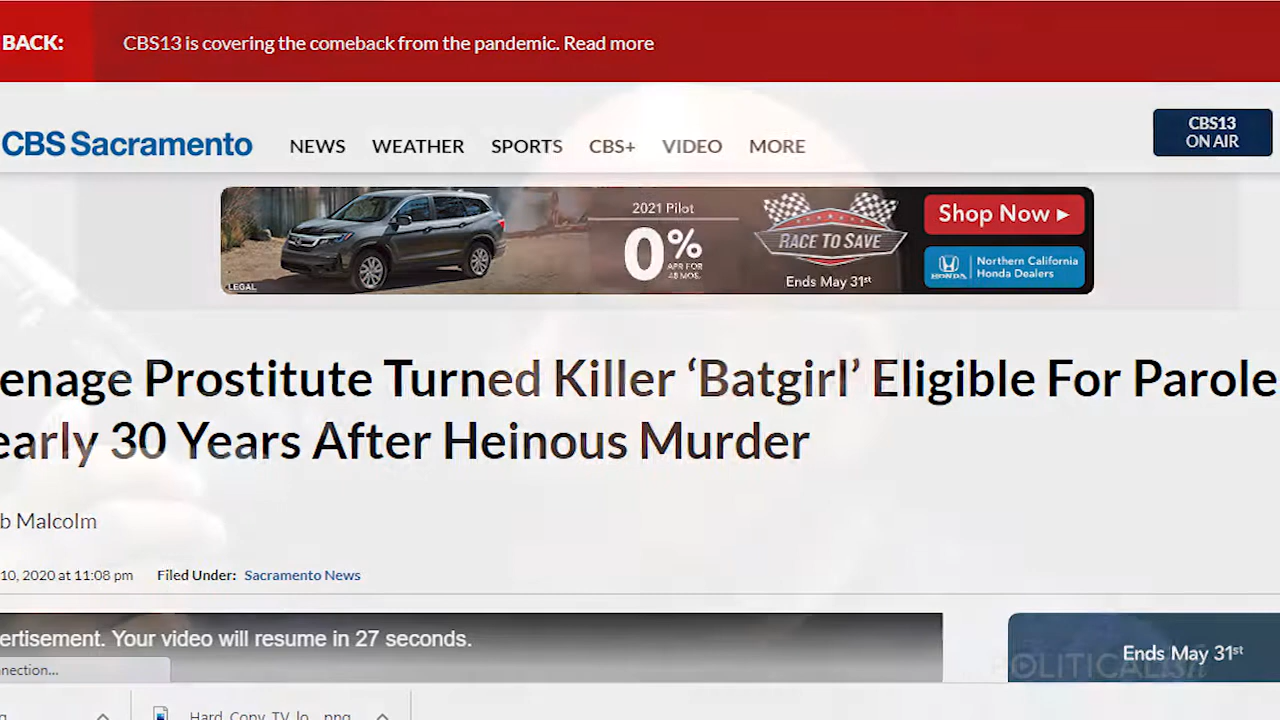 BACK: CBS13 is covering the comeback from the pandemic. Read more
CBS Sacramento NEWS WEATHER SPORTS CBS+ VIDEO MORE
CBS13
ON AIR
2021 Pilot
0%
APR FOR
48 MOS.
LEGAL
RACE TO SAVE
Ends May 31st
Shop Now ▸
HONDA
Northern California
Honda Dealers
enage Prostitute Turned Killer ‘Batgirl’ Eligible For Parole
early 30 Years After Heinous Murder
b Malcolm
10, 2020 at 11:08 pm Filed Under: Sacramento News
ertisement. Your video will resume in 27 seconds.
Ends May 31st
nection...
POLITICALISH
Hard_Copy_TV_lo....png